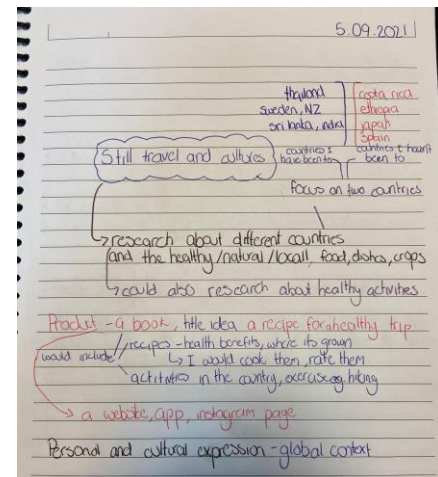 5.09.2021
thailand
Sweden, NZ
sri lanka, india
costa rica
ethiopia
japan
spain
Still travel and cultures
countries I
have been to
countries I havn't
been to
focus on two countries
research about different countries
and the healthy/natural/locall, food, dishes, crops
could also research about healthy activities
Product - a book, title idea a recipe for a healthy trip
would include
recipes - health benefits, where its grown
I would cook them, rate them
activities in the country, exercise eg. hiking
a website, app, instagram page
Personal and cultural expression - global context